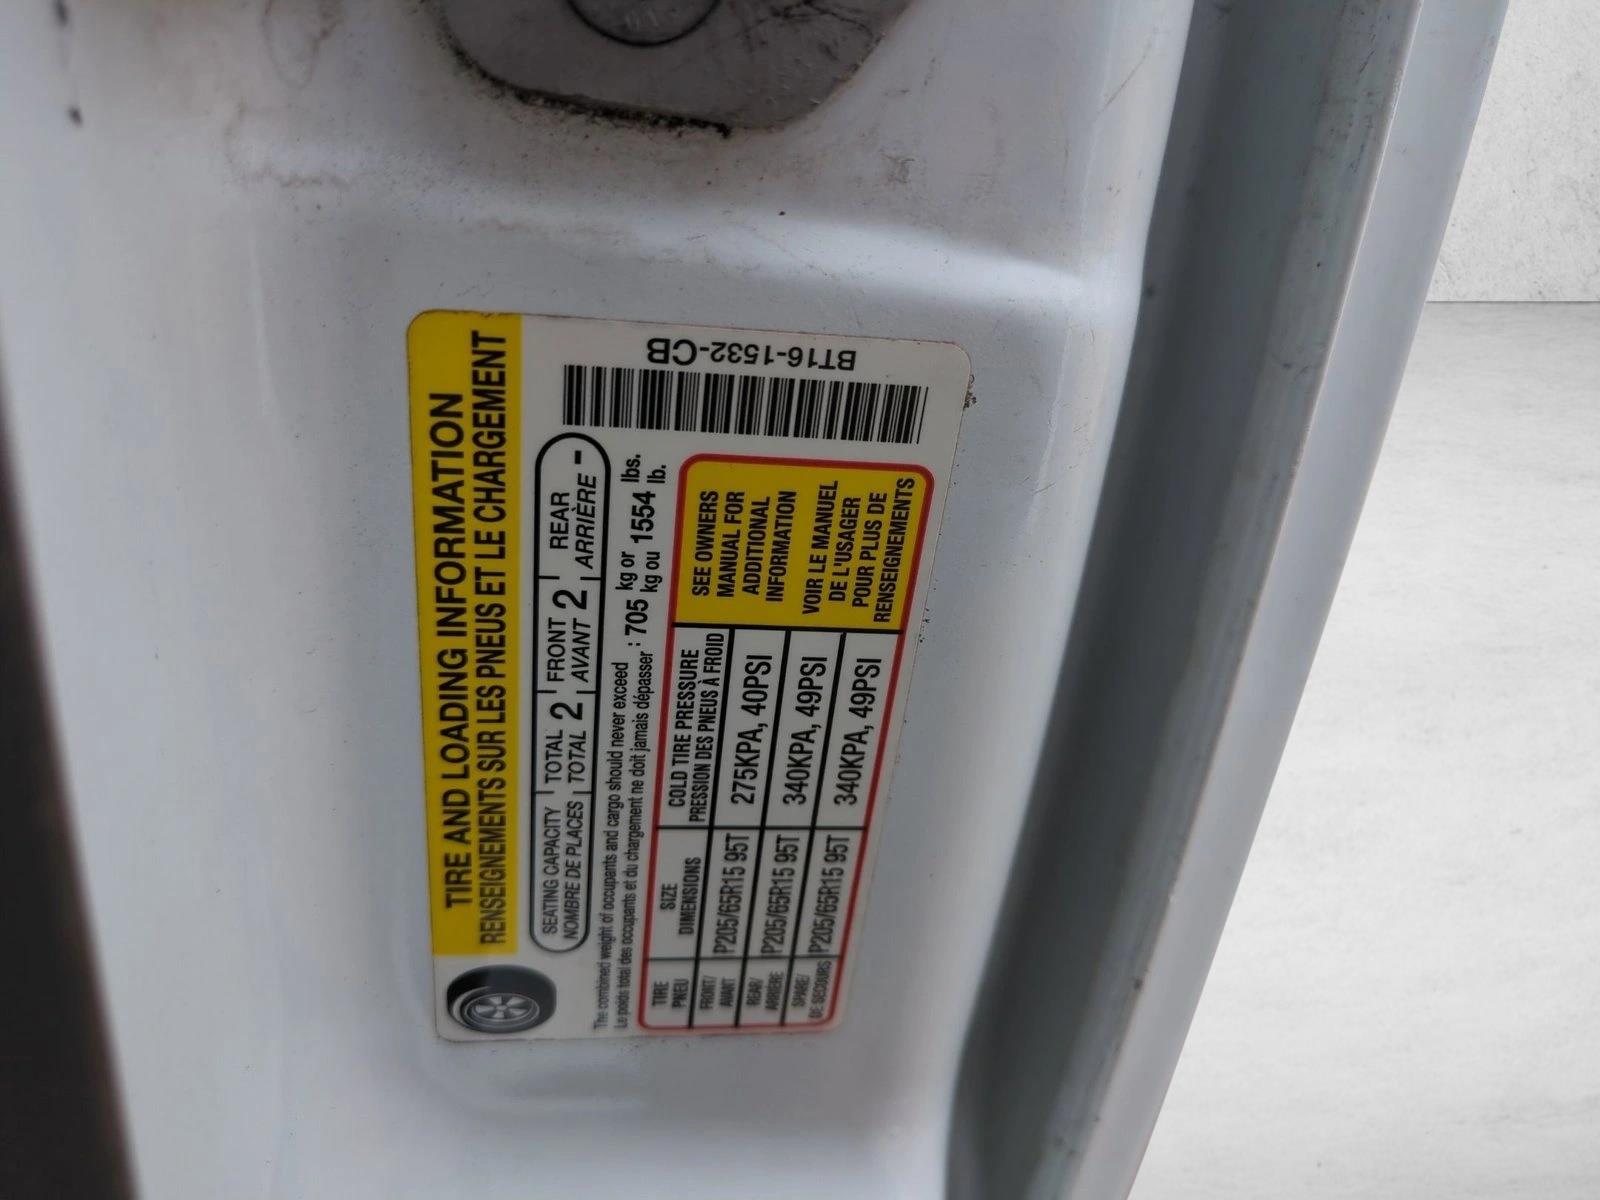 TIRE AND LOADING INFORMATION
RENSEIGNEMENTS SUR LES PNEUS ET LE CHARGEMENT
SEATING CAPACITY TOTAL 2 FRONT 2 REAR -
NOMBRE DE PLACES TOTAL AVANT ARRIÈRE
The combined weight of occupants and cargo should never exceed : 705 kg or 1554 lbs.
Le poids total des occupants et du chargement ne doit jamais dépasser kg ou lb.
TIRE SIZE COLD TIRE PRESSURE
PNEU DIMENSIONS PRESSION DES PNEUS À FROID
FRONT/ AVANT P205/65R15 95T 275KPA, 40PSI
REAR/ ARRIERE P205/65R15 95T 340KPA, 49PSI
SPARE/ DE SECOURS P205/65R15 95T 340KPA, 49PSI
SEE OWNERS
MANUAL FOR
ADDITIONAL
INFORMATION
VOIR LE MANUEL
DE L'USAGER
POUR PLUS DE
RENSEIGNEMENTS
BT16-1532-CB